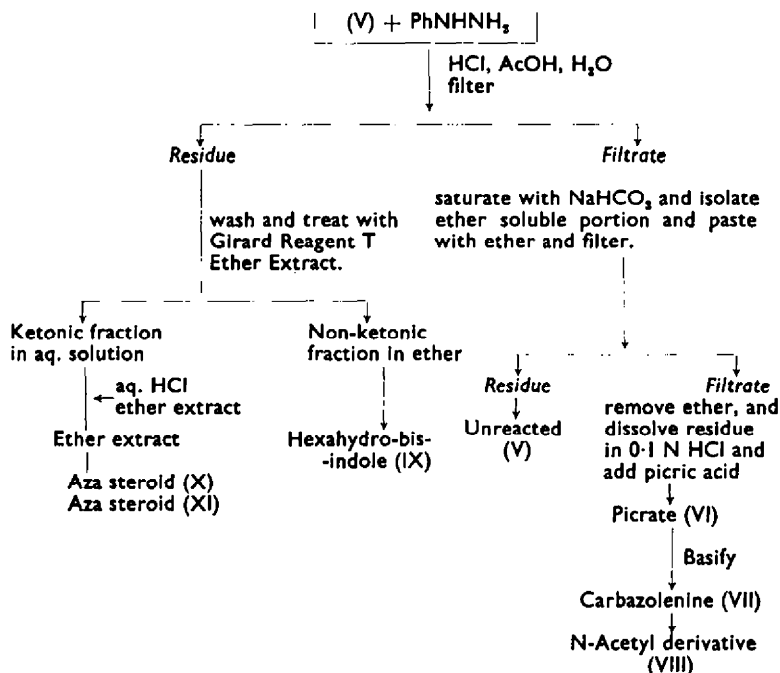 (V) + PhNHNH₂
HCl, AcOH, H₂O
filter
Residue
Filtrate
wash and treat with
Girard Reagent T
Ether Extract.
saturate with NaHCO₃ and isolate
ether soluble portion and paste
with ether and filter.
Ketonic fraction
in aq. solution
Non-ketonic
fraction in ether
aq. HCl
ether extract
Ether extract
Aza steroid (X)
Aza steroid (XI)
Hexahydro-bis-
-indole (IX)
Residue
Unreacted
(V)
Filtrate
remove ether, and
dissolve residue
in 0·1 N HCl and
add picric acid
Picrate (VI)
Basify
Carbazolenine (VII)
N-Acetyl derivative
(VIII)